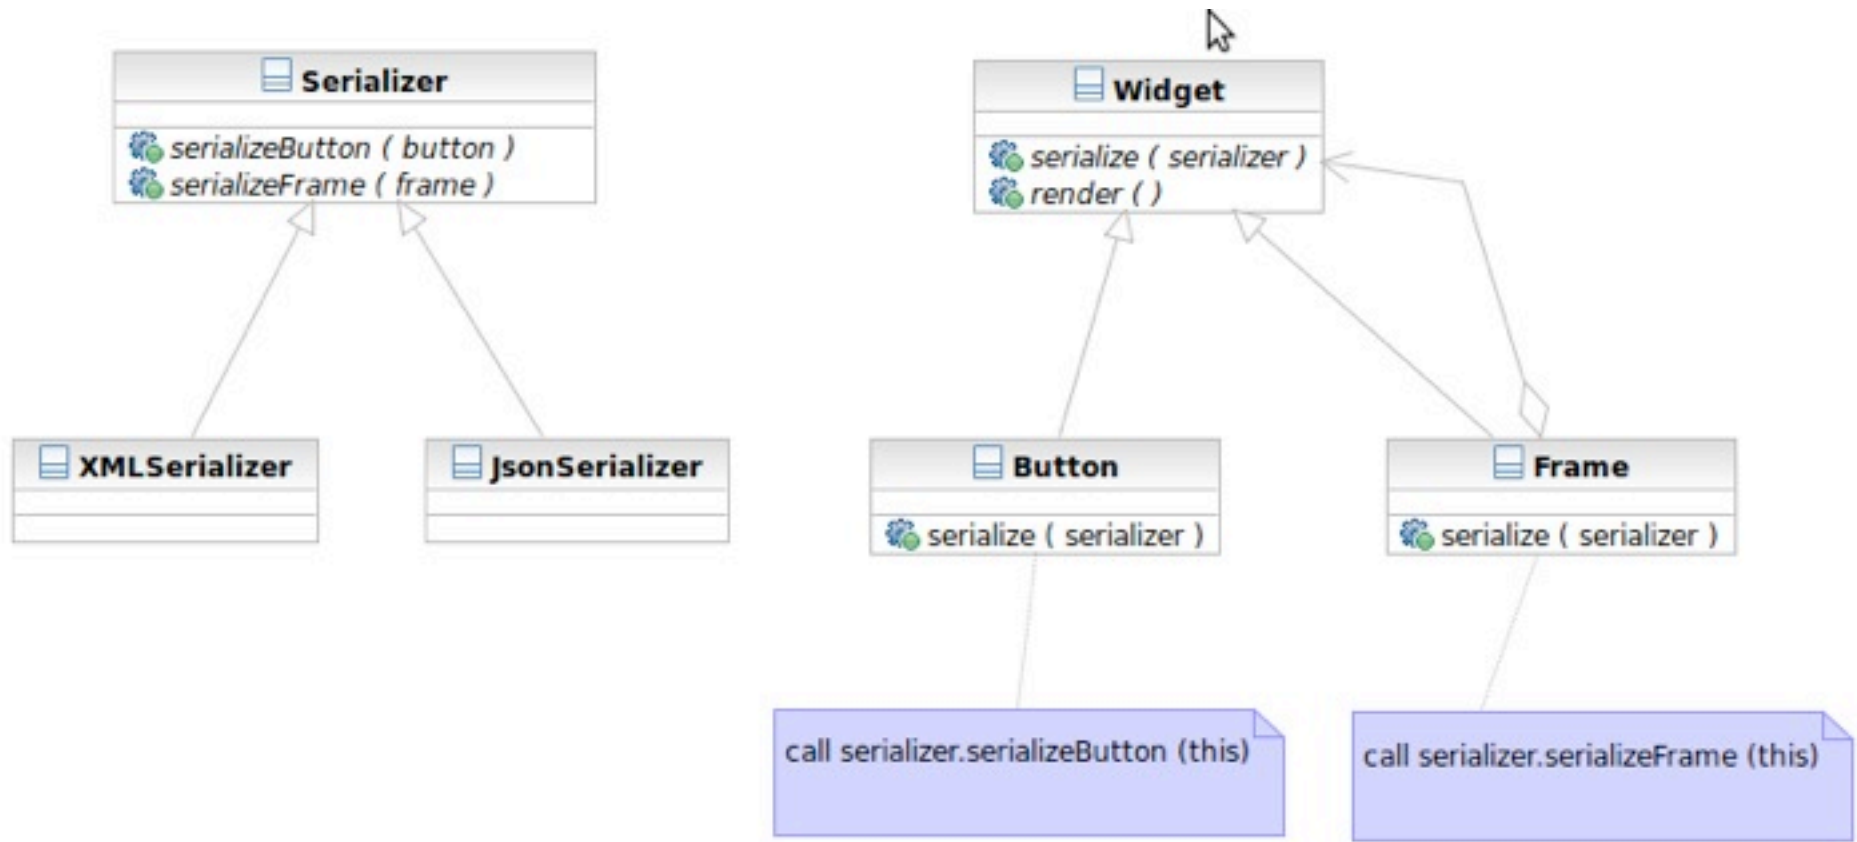 Serializer
serializeButton ( button )
serializeFrame ( frame )
Widget
serialize ( serializer )
render ( )
XMLSerializer
JsonSerializer
Button
serialize ( serializer )
Frame
serialize ( serializer )
call serializer.serializeButton (this)
call serializer.serializeFrame (this)